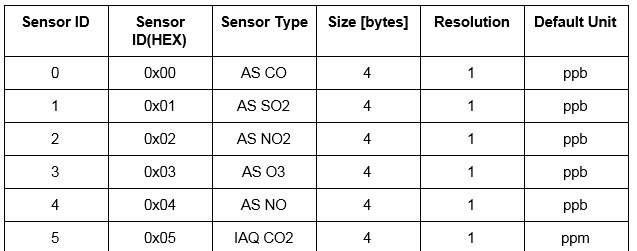 Sensor ID Sensor ID(HEX) Sensor Type Size [bytes] Resolution Default Unit
0 0x00 AS CO 4 1 ppb
1 0x01 AS SO2 4 1 ppb
2 0x02 AS NO2 4 1 ppb
3 0x03 AS O3 4 1 ppb
4 0x04 AS NO 4 1 ppb
5 0x05 IAQ CO2 4 1 ppm